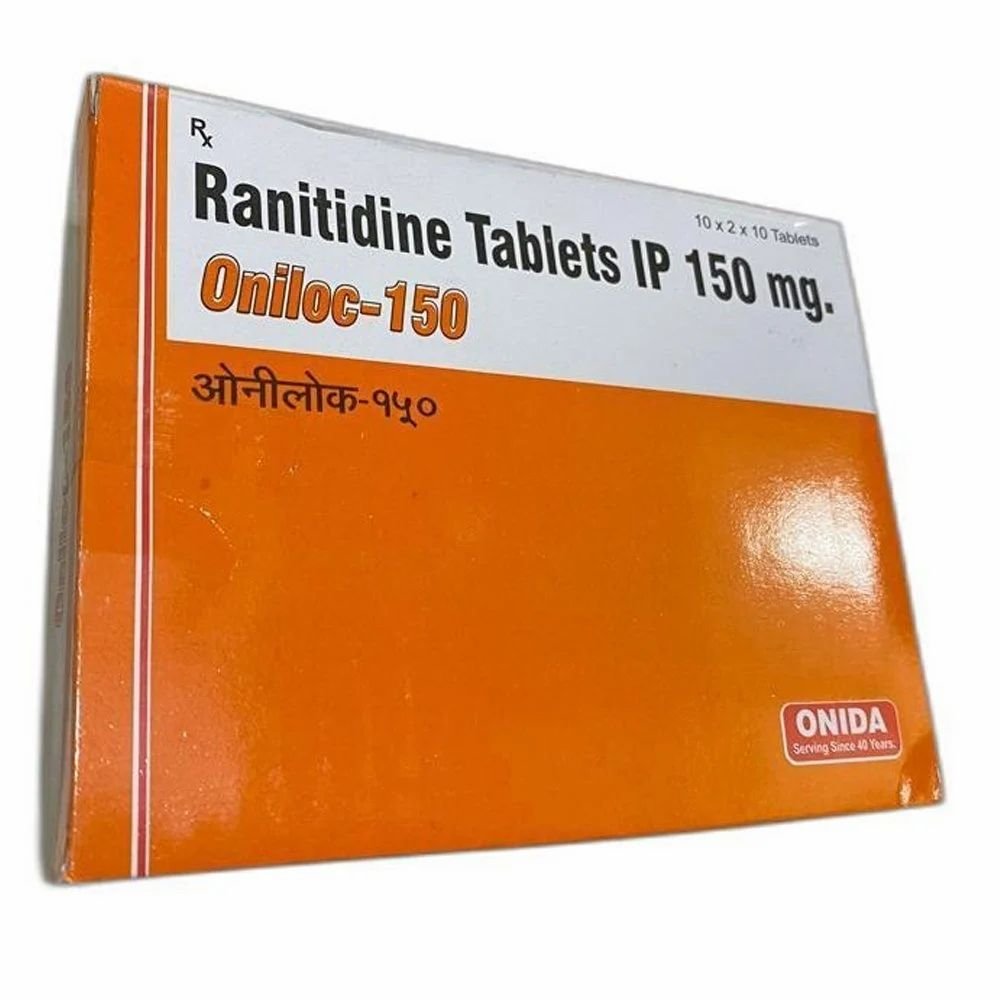 Rx
Ranitidine Tablets IP 150 mg.
10 x 2 x 10 Tablets
Oniloc-150
ओनीलोक-१५०
ONIDA
Serving Since 40 Years.